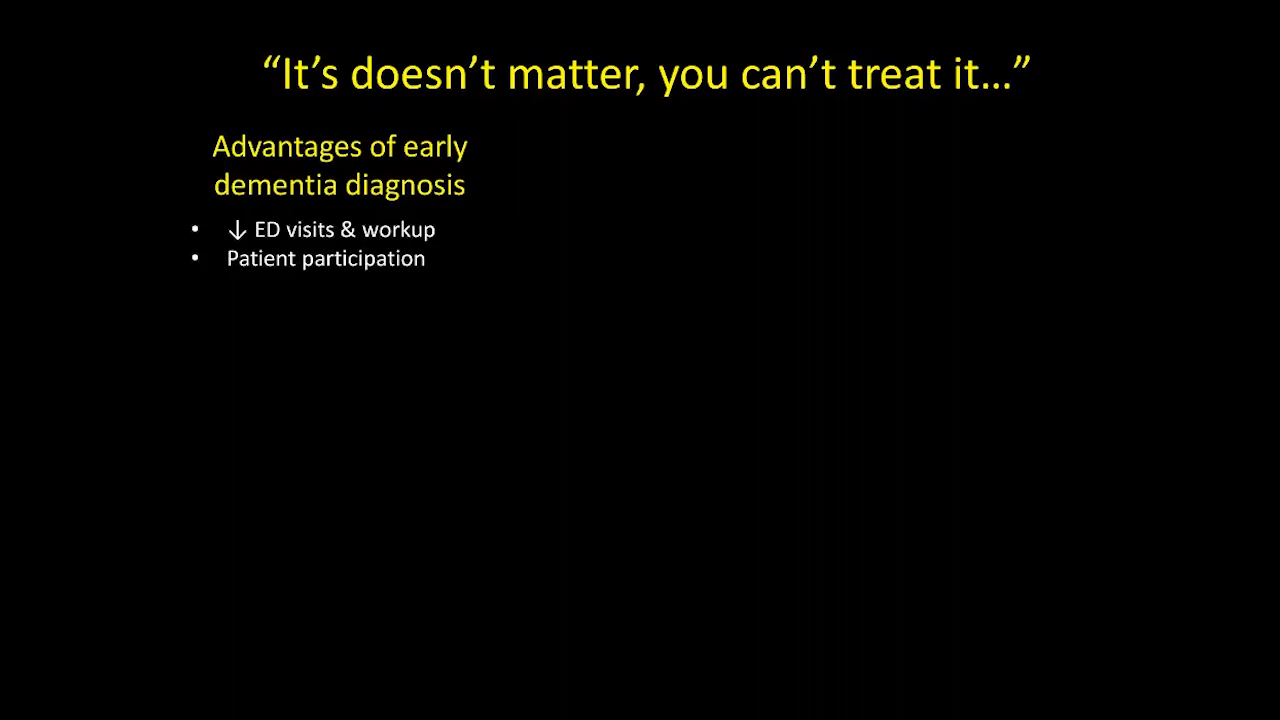 “It’s doesn’t matter, you can’t treat it…”
Advantages of early
dementia diagnosis
• ↓ ED visits & workup
• Patient participation